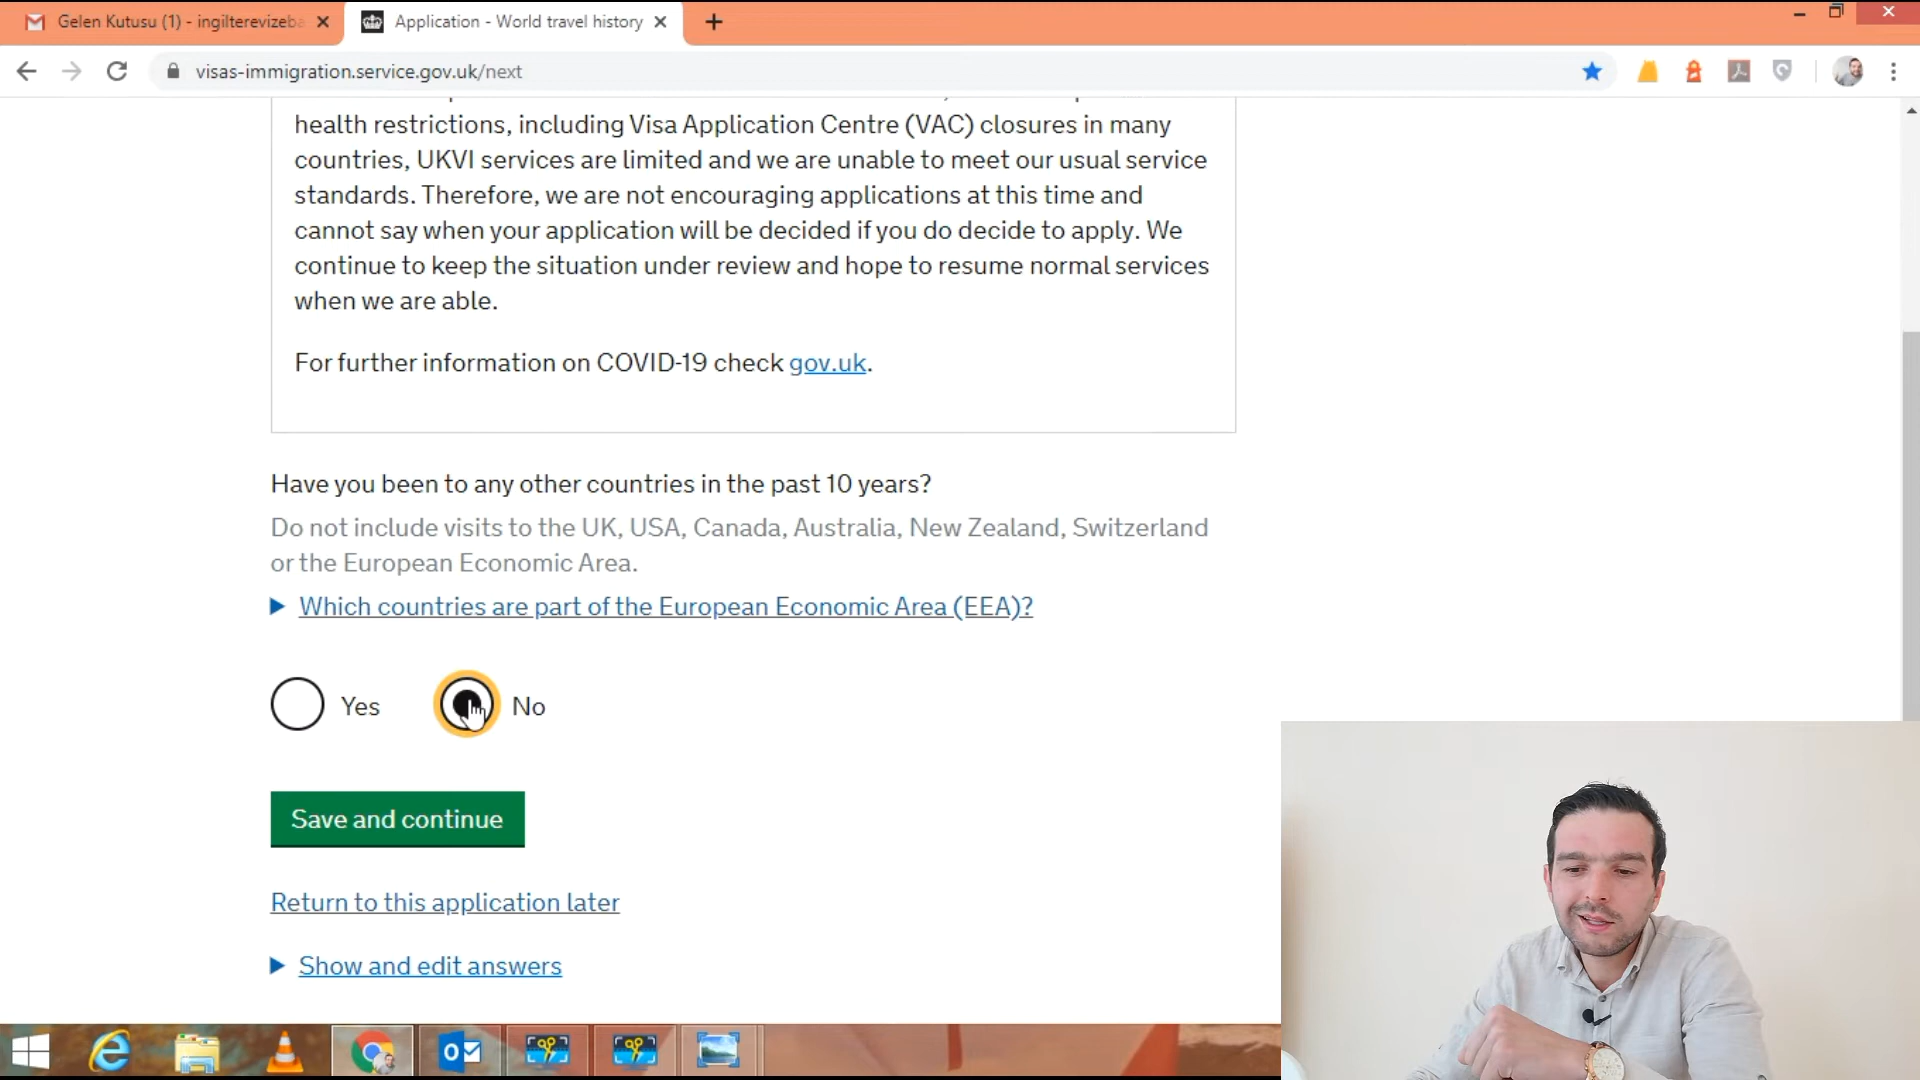 Gelen Kutusu (1) - ingilterevizeba
Application - World travel history
visas-immigration.service.gov.uk/next
health restrictions, including Visa Application Centre (VAC) closures in many
countries, UKVI services are limited and we are unable to meet our usual service
standards. Therefore, we are not encouraging applications at this time and
cannot say when your application will be decided if you do decide to apply. We
continue to keep the situation under review and hope to resume normal services
when we are able.
For further information on COVID-19 check gov.uk.
Have you been to any other countries in the past 10 years?
Do not include visits to the UK, USA, Canada, Australia, New Zealand, Switzerland
or the European Economic Area.
Which countries are part of the European Economic Area (EEA)?
Yes
No
Save and continue
Return to this application later
Show and edit answers